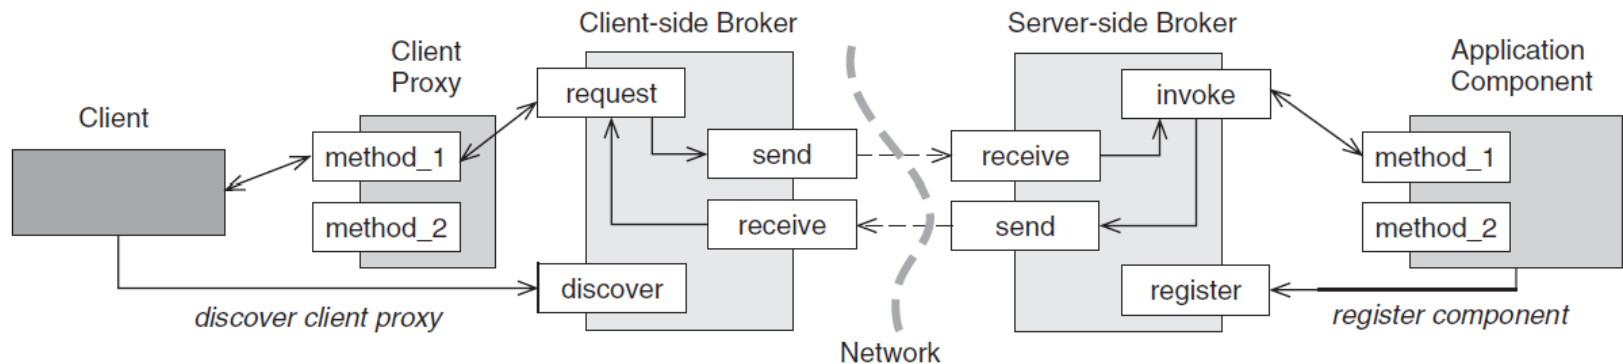 Client-side Broker
Server-side Broker
Client
Proxy
Application
Component
Client
request
invoke
method_1
send
receive
method_1
method_2
receive
send
method_2
discover
register
discover client proxy
register component
Network